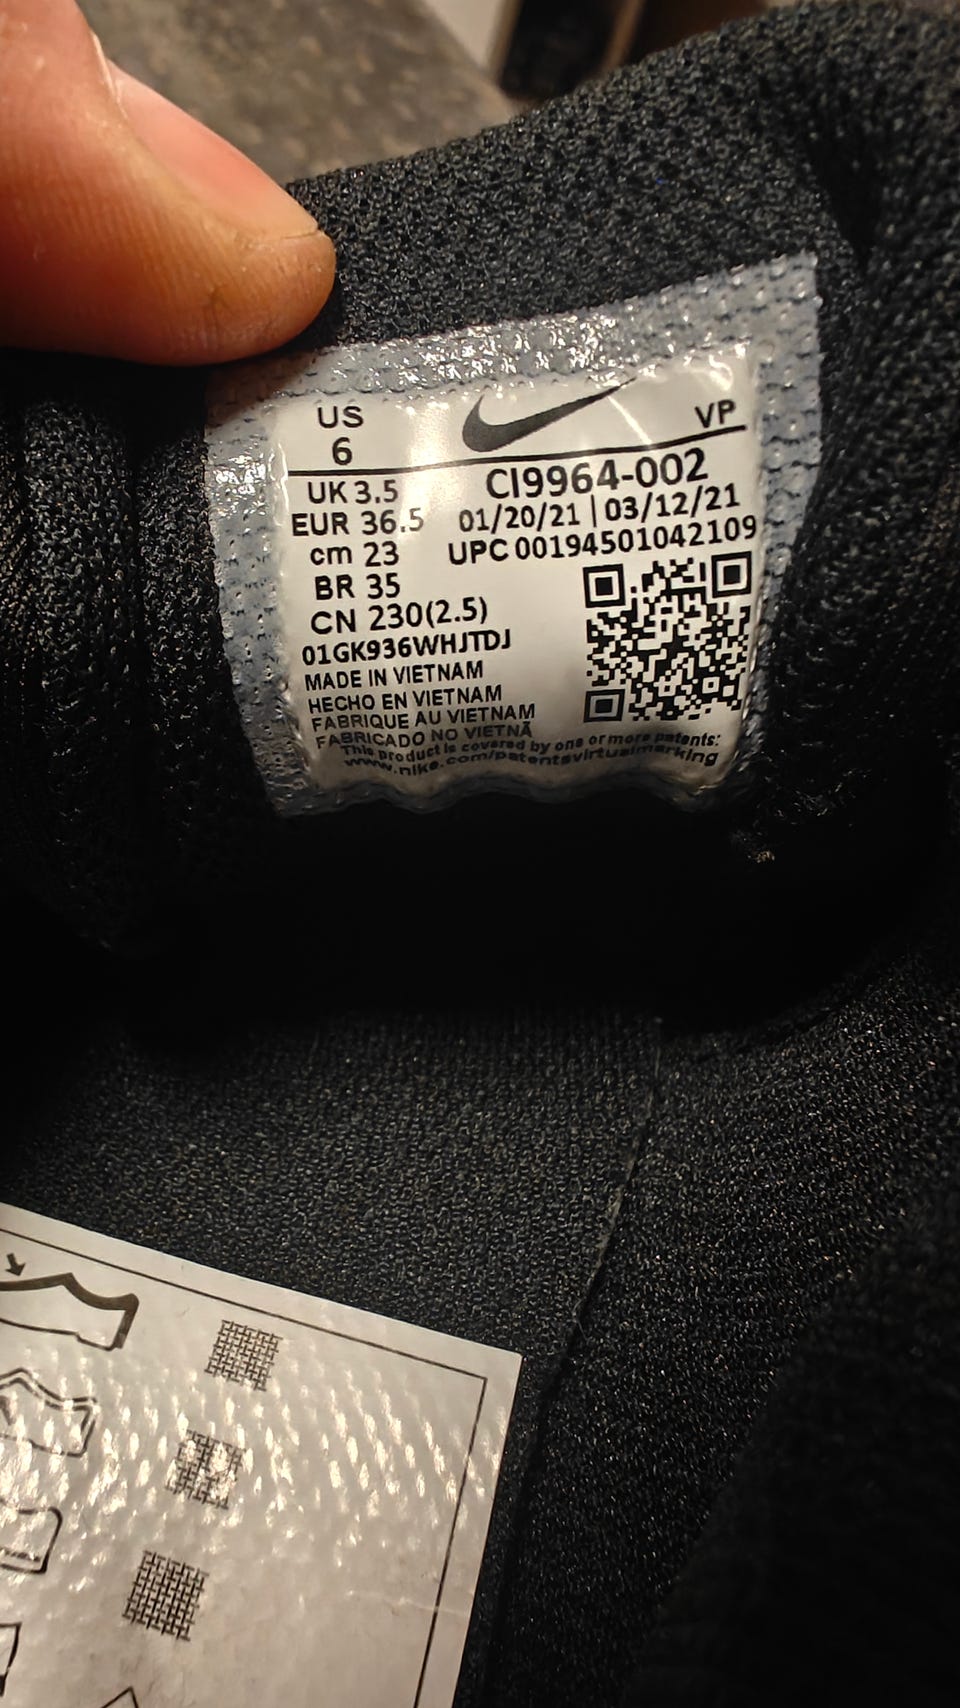 US
6
VP
UK 3.5
EUR 36.5
cm 23
BR 35
CN 230(2.5)
CI9964-002
01/20/21 | 03/12/21
UPC 00194501042109
01GK936WHJTDJ
MADE IN VIETNAM
HECHO EN VIETNAM
FABRIQUE AU VIETNAM
FABRICADO NO VIETNÃ
This product is covered by one or more patents:
www.nike.com/patentsvirtualmarking